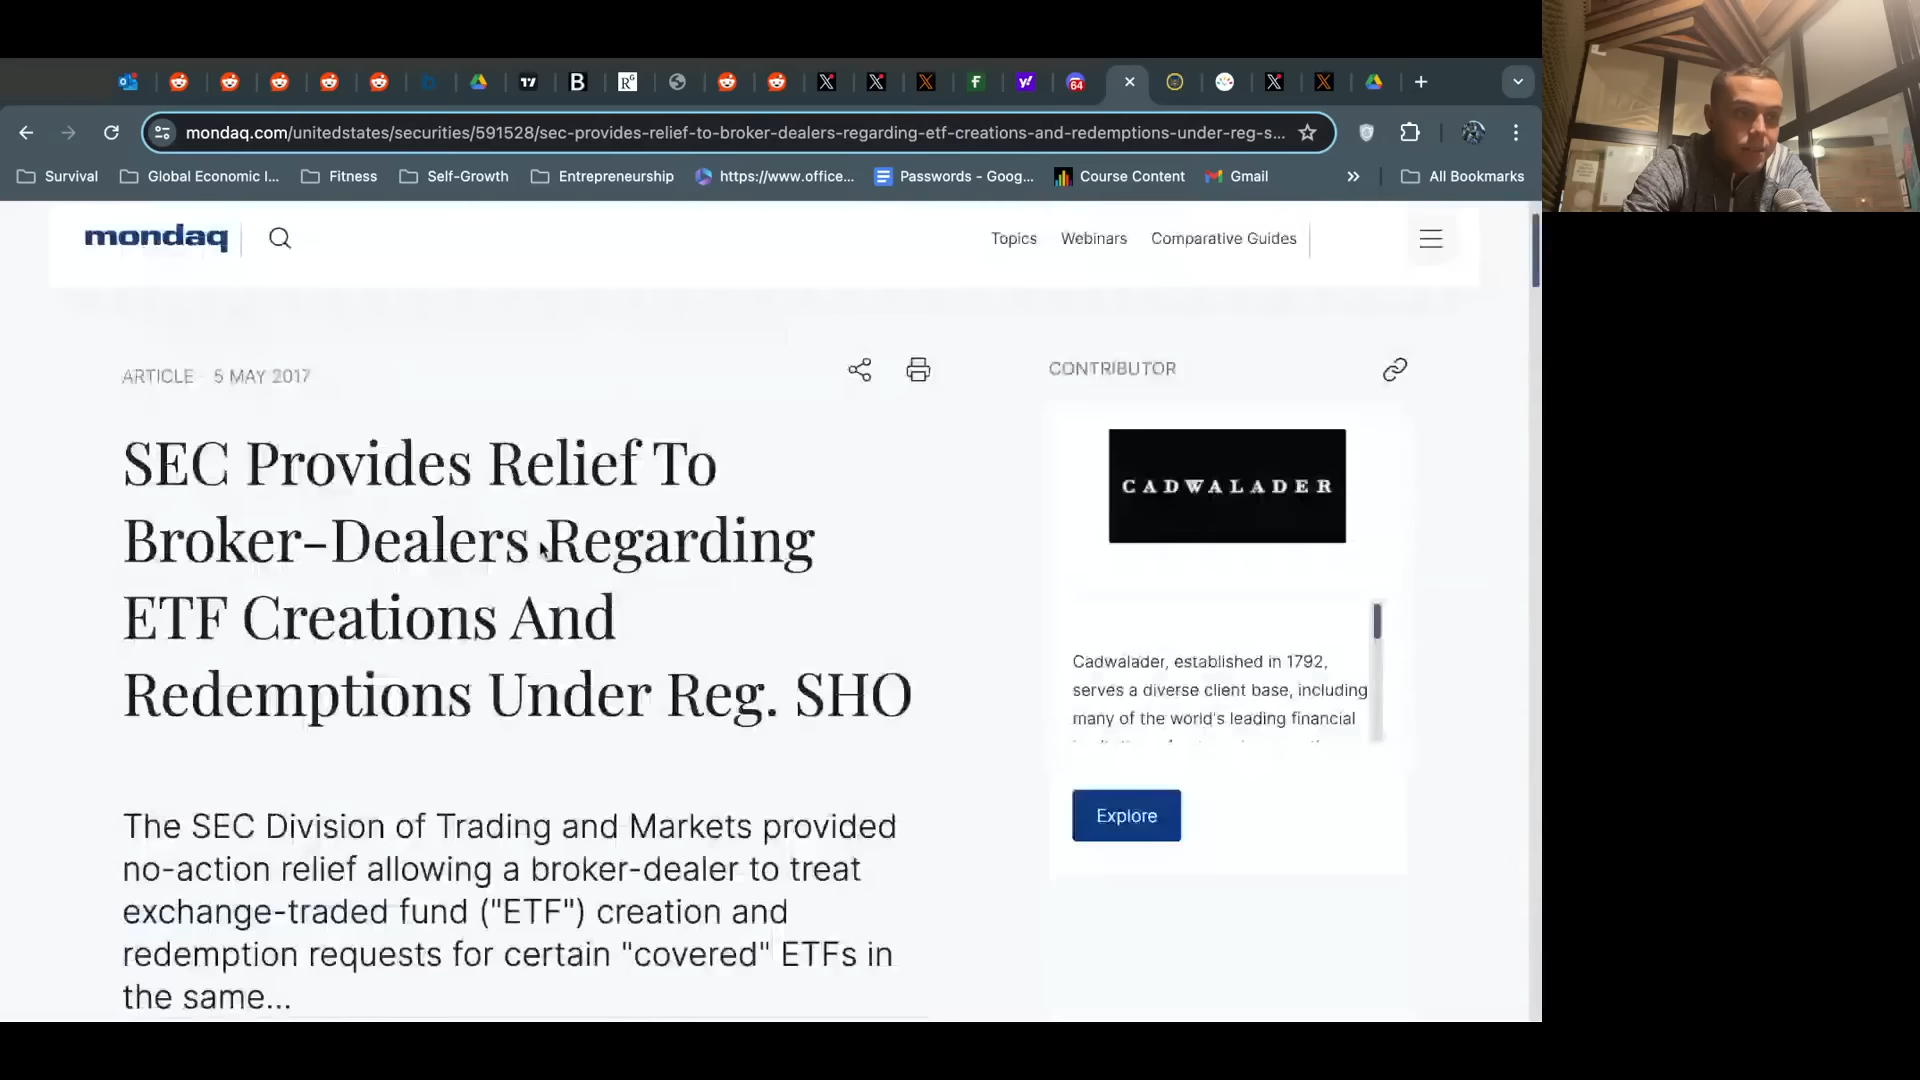 64
mondaq.com/unitedstates/securities/591528/sec-provides-relief-to-broker-dealers-regarding-etf-creations-and-redemptions-under-reg-s...
Survival
Global Economic I...
Fitness
Self-Growth
Entrepreneurship
https://www.office...
Passwords - Goog...
Course Content
Gmail
All Bookmarks
mondaq
Topics
Webinars
Comparative Guides
ARTICLE 5 MAY 2017
CONTRIBUTOR
SEC Provides Relief To
Broker-Dealers Regarding
ETF Creations And
Redemptions Under Reg. SHO
The SEC Division of Trading and Markets provided
no-action relief allowing a broker-dealer to treat
exchange-traded fund ("ETF") creation and
redemption requests for certain "covered" ETFs in
the same...
CADWALADER
Cadwalader, established in 1792,
serves a diverse client base, including
many of the world's leading financial
Explore